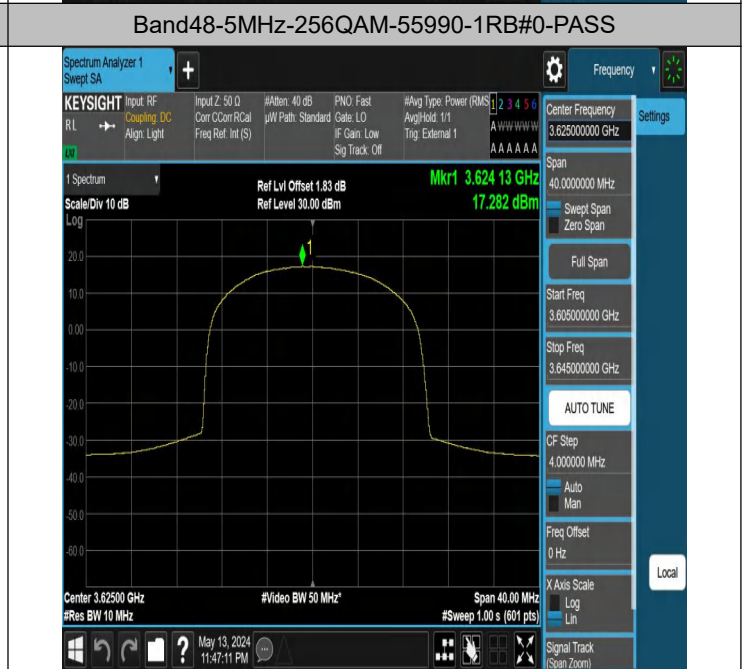 Band48-5MHz-256QAM-55990-1RB#0-PASS
Spectrum Analyzer 1
Swept SA
+
Frequency
KEYSIGHT
RL
LXI
Input: RF
Coupling: DC
Align: Light
Input Z: 50 Ω
Corr CCorr RCal
Freq Ref: Int (S)
#Atten: 40 dB
µW Path: Standard
PNO: Fast
Gate: LO
IF Gain: Low
Sig Track: Off
#Avg Type: Power (RMS
Avg|Hold: 1/1
Trig: External 1
1 2 3 4 5 6
A W W W W W
A A A A A A
Center Frequency
3.625000000 GHz
Settings
Span
40.0000000 MHz
Swept Span
Zero Span
Full Span
Start Freq
3.605000000 GHz
Stop Freq
3.645000000 GHz
AUTO TUNE
CF Step
4.000000 MHz
Auto
Man
Freq Offset
0 Hz
X Axis Scale
Log
Lin
Local
Signal Track
(Span Zoom)
1 Spectrum
Scale/Div 10 dB
Log
Ref Lvl Offset 1.83 dB
Ref Level 30.00 dBm
Mkr1 3.624 13 GHz
17.282 dBm
1
20.0
10.0
0.00
-10.0
-20.0
-30.0
-40.0
-50.0
-60.0
Center 3.62500 GHz
#Res BW 10 MHz
#Video BW 50 MHz*
Span 40.00 MHz
#Sweep 1.00 s (601 pts)
?
May 13, 2024
11:47:11 PM